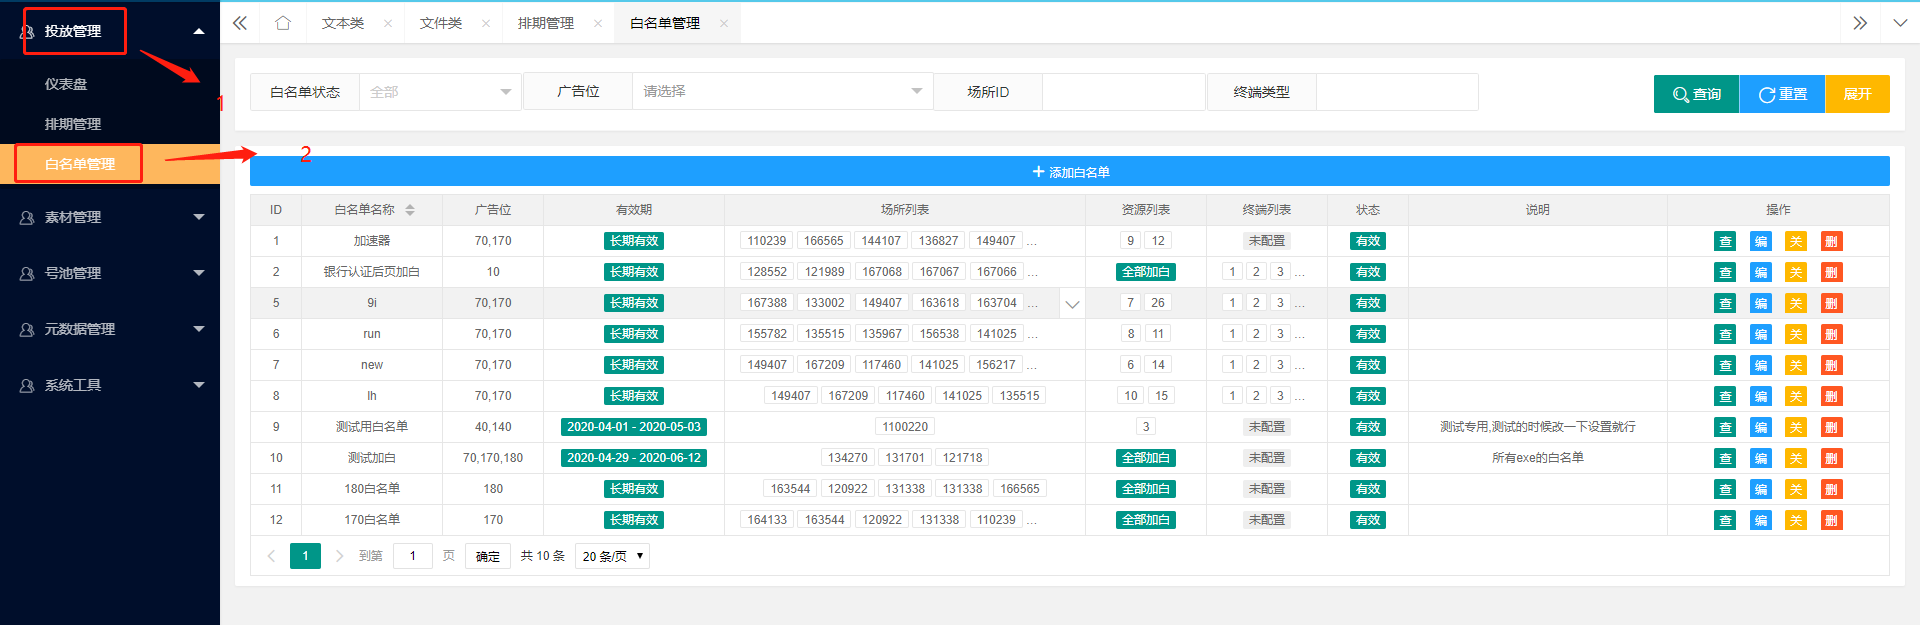 投放管理
1
仪表盘
排期管理
白名单管理
2
素材管理
号池管理
元数据管理
系统工具
文本类 × 文件类 × 排期管理 × 白名单管理 ×
白名单状态 全部 广告位 请选择 场所ID 终端类型 查询 重置 展开
+ 添加白名单
ID 白名单名称 广告位 有效期 场所列表 资源列表 终端列表 状态 说明 操作
1 加速器 70,170 长期有效 110239 166565 144107 136827 149407 ... 9 12 未配置 有效 查 编 关 删
2 银行认证后页加白 10 长期有效 128552 121989 167068 167067 167066 ... 全部加白 1 2 3 ... 有效 查 编 关 删
5 9i 70,170 长期有效 167388 133002 149407 163618 163704 ... 7 26 1 2 3 ... 有效 查 编 关 删
6 run 70,170 长期有效 155782 135515 135967 156538 141025 ... 8 11 1 2 3 ... 有效 查 编 关 删
7 new 70,170 长期有效 149407 167209 117460 141025 156217 ... 6 14 1 2 3 ... 有效 查 编 关 删
8 lh 70,170 长期有效 149407 167209 117460 141025 135515 10 15 1 2 3 ... 有效 查 编 关 删
9 测试用白名单 40,140 2020-04-01 - 2020-05-03 1100220 3 未配置 有效 测试专用,测试的时候改一下设置就行 查 编 关 删
10 测试加白 70,170,180 2020-04-29 - 2020-06-12 134270 131701 121718 全部加白 未配置 有效 所有exe的白名单 查 编 关 删
11 180白名单 180 长期有效 163544 120922 131338 131338 166565 全部加白 未配置 有效 查 编 关 删
12 170白名单 170 长期有效 164133 163544 120922 131338 110239 ... 全部加白 未配置 有效 查 编 关 删
1 到第 1 页 确定 共 10 条 20 条/页